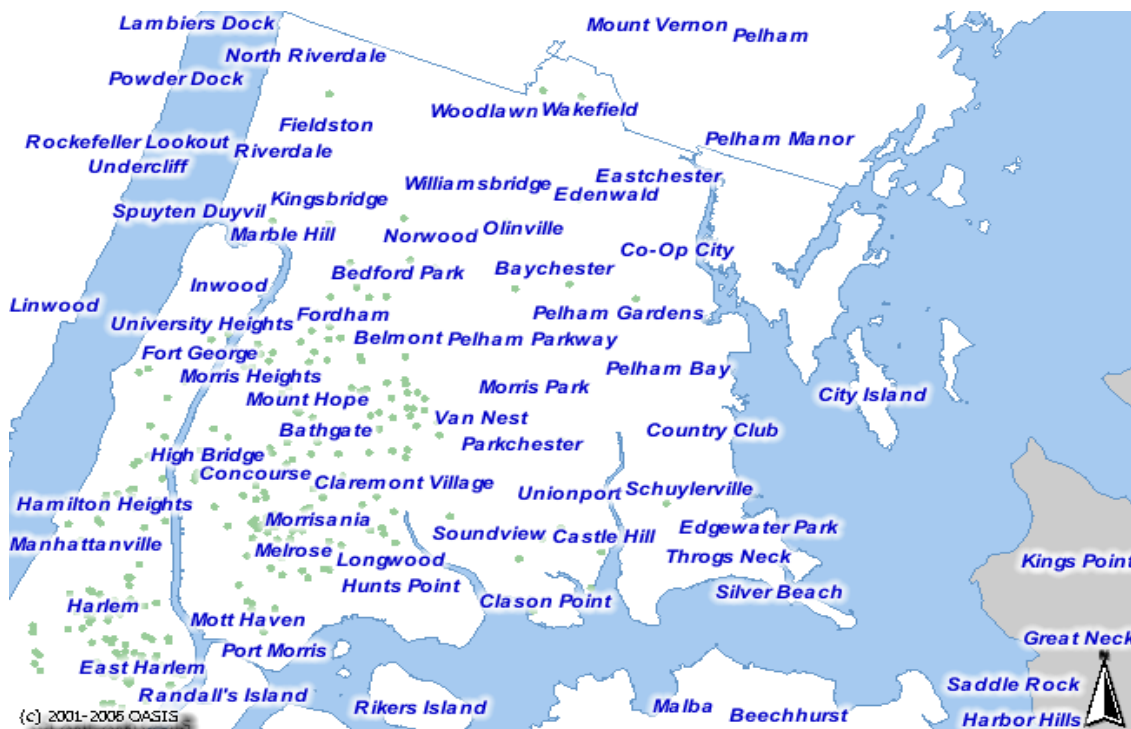 Lambiers Dock
Mount Vernon
Pelham
North Riverdale
Powder Dock
Woodlawn
Wakefield
Fieldston
Rockefeller Lookout
Riverdale
Pelham Manor
Undercliff
Eastchester
Williamsbridge
Edenwald
Kingsbridge
Spuyten Duyvil
Marble Hill
Norwood
Olinville
Co-Op City
Bedford Park
Baychester
Inwood
Linwood
University Heights
Fordham
Pelham Gardens
Belmont
Pelham Parkway
Fort George
Morris Heights
Pelham Bay
Morris Park
Mount Hope
City Island
Van Nest
Bathgate
Country Club
Parkchester
High Bridge
Concourse
Claremont Village
Unionport
Schuylerville
Hamilton Heights
Morrisania
Soundview
Castle Hill
Edgewater Park
Manhattanville
Melrose
Longwood
Throgs Neck
Kings Point
Hunts Point
Silver Beach
Clason Point
Harlem
Mott Haven
Great Neck
Port Morris
N
East Harlem
Randall's Island
Saddle Rock
Rikers Island
Malba
Beechhurst
Harbor Hills
(c) 2001-2006 OASIS